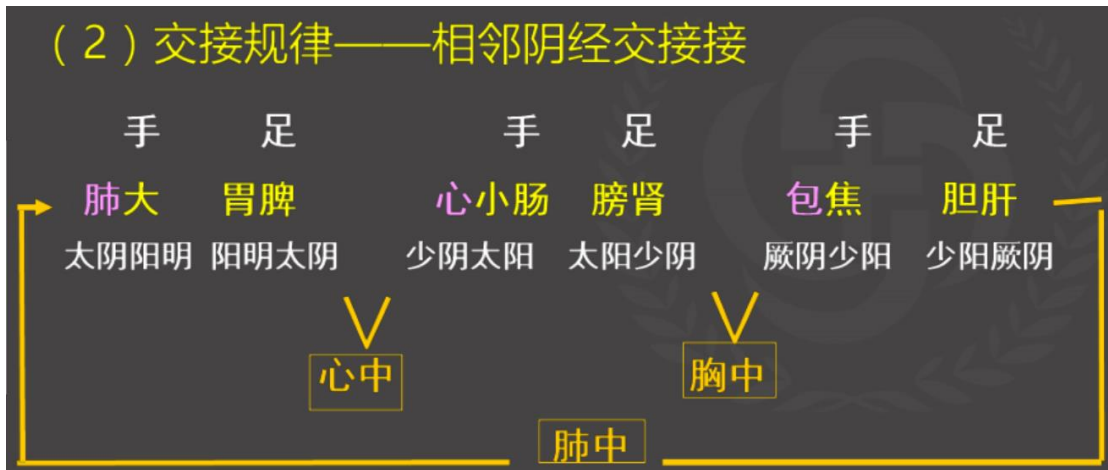 （2）交接规律——相邻阴经交接接
手 足 手 足 手 足
肺大 胃脾 心小肠 膀肾 包焦 胆肝
太阴阳明 阳明太阴 少阴太阳 太阳少阴 厥阴少阳 少阳厥阴
心中 胸中
肺中